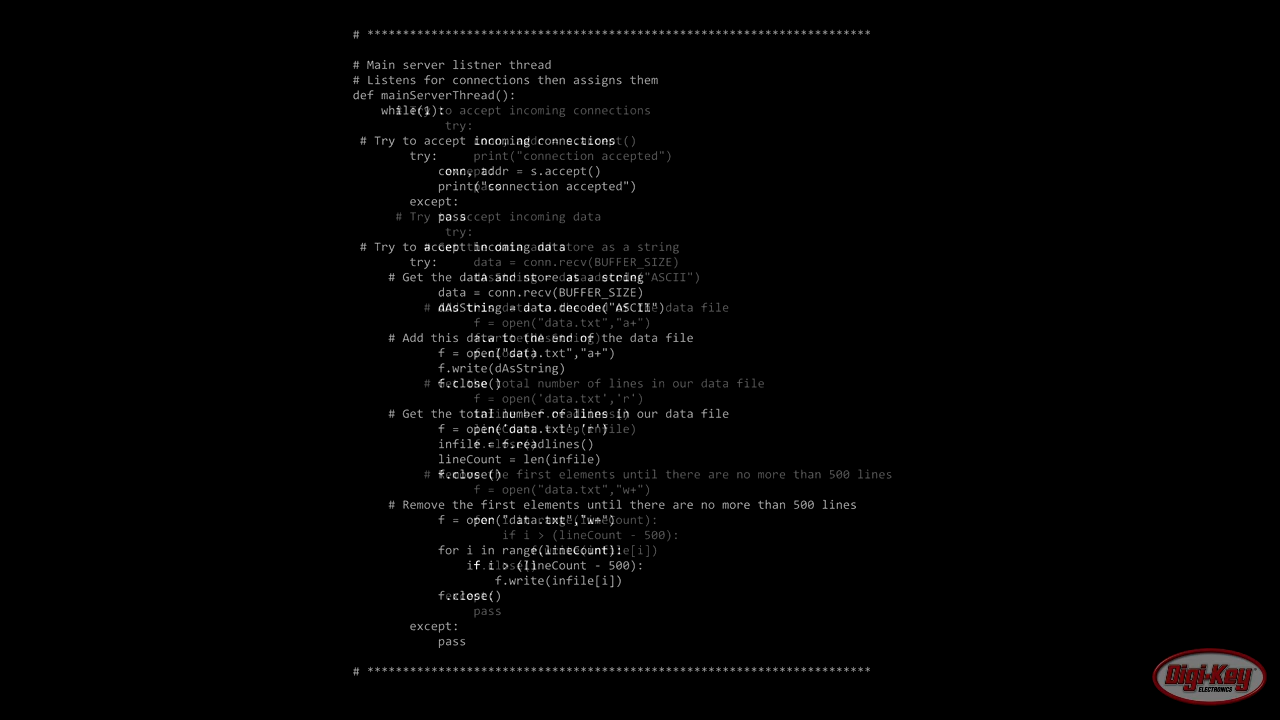 # ***********************************************************************
# Main server listner thread
# Listens for connections then assigns them
def mainServerThread():
while(1):
# Try to accept incoming connections
try:
conn, addr = s.accept()
print("connection accepted")
except:
pass
# Try to accept incoming data
try:
# Get the data and store as a string
data = conn.recv(BUFFER_SIZE)
dAsString = data.decode("ASCII")
# Add this data to the end of the data file
f = open("data.txt","a+")
f.write(dAsString)
f.close()
# Get the total number of lines in our data file
f = open('data.txt','r')
infile = f.readlines()
lineCount = len(infile)
f.close()
# Remove the first elements until there are no more than 500 lines
f = open("data.txt","w+")
for i in range(lineCount):
if i > (lineCount - 500):
f.write(infile[i])
f.close()
except:
pass
# ***********************************************************************
Digi-Key
ELECTRONICS